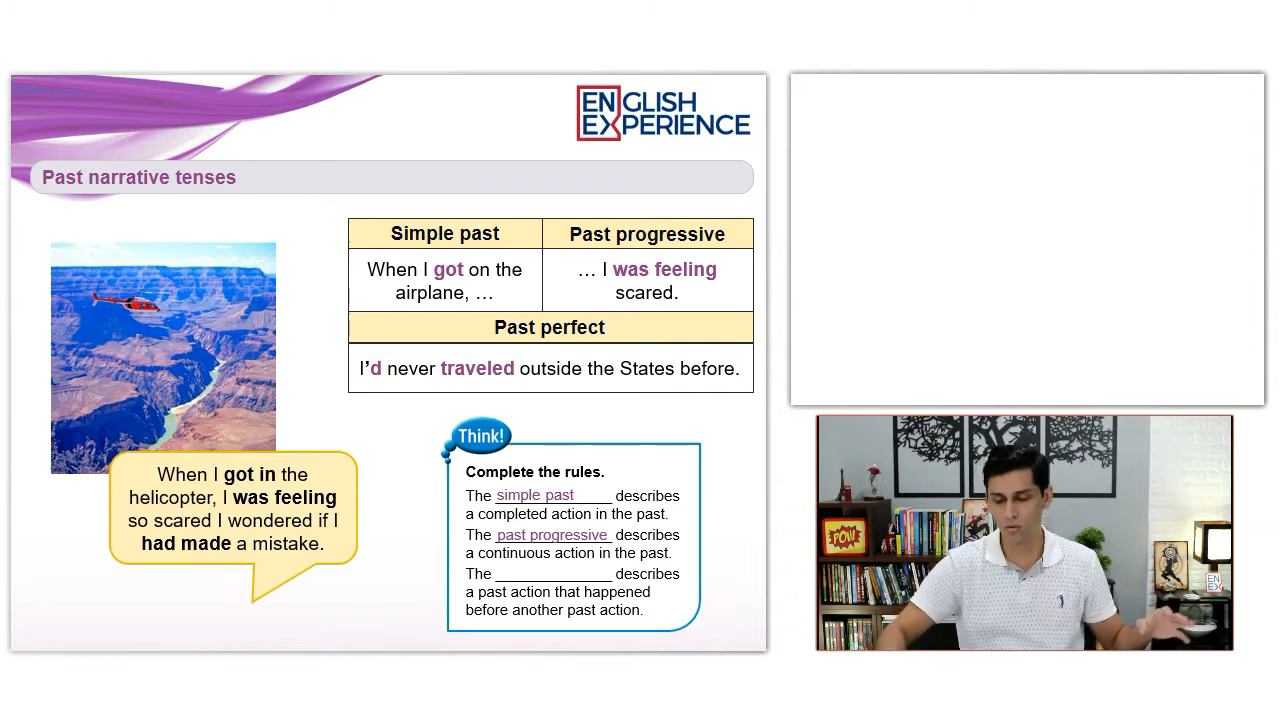 ENGLISH
EXPERIENCE
Past narrative tenses
Simple past
Past progressive
When I got on the
airplane, …
… I was feeling
scared.
Past perfect
I’d never traveled outside the States before.
When I got in the
helicopter, I was feeling
so scared I wondered if I
had made a mistake.
Think!
Complete the rules.
The simple past describes
a completed action in the past.
The past progressive describes
a continuous action in the past.
The ______________ describes
a past action that happened
before another past action.
POW
EN
EX